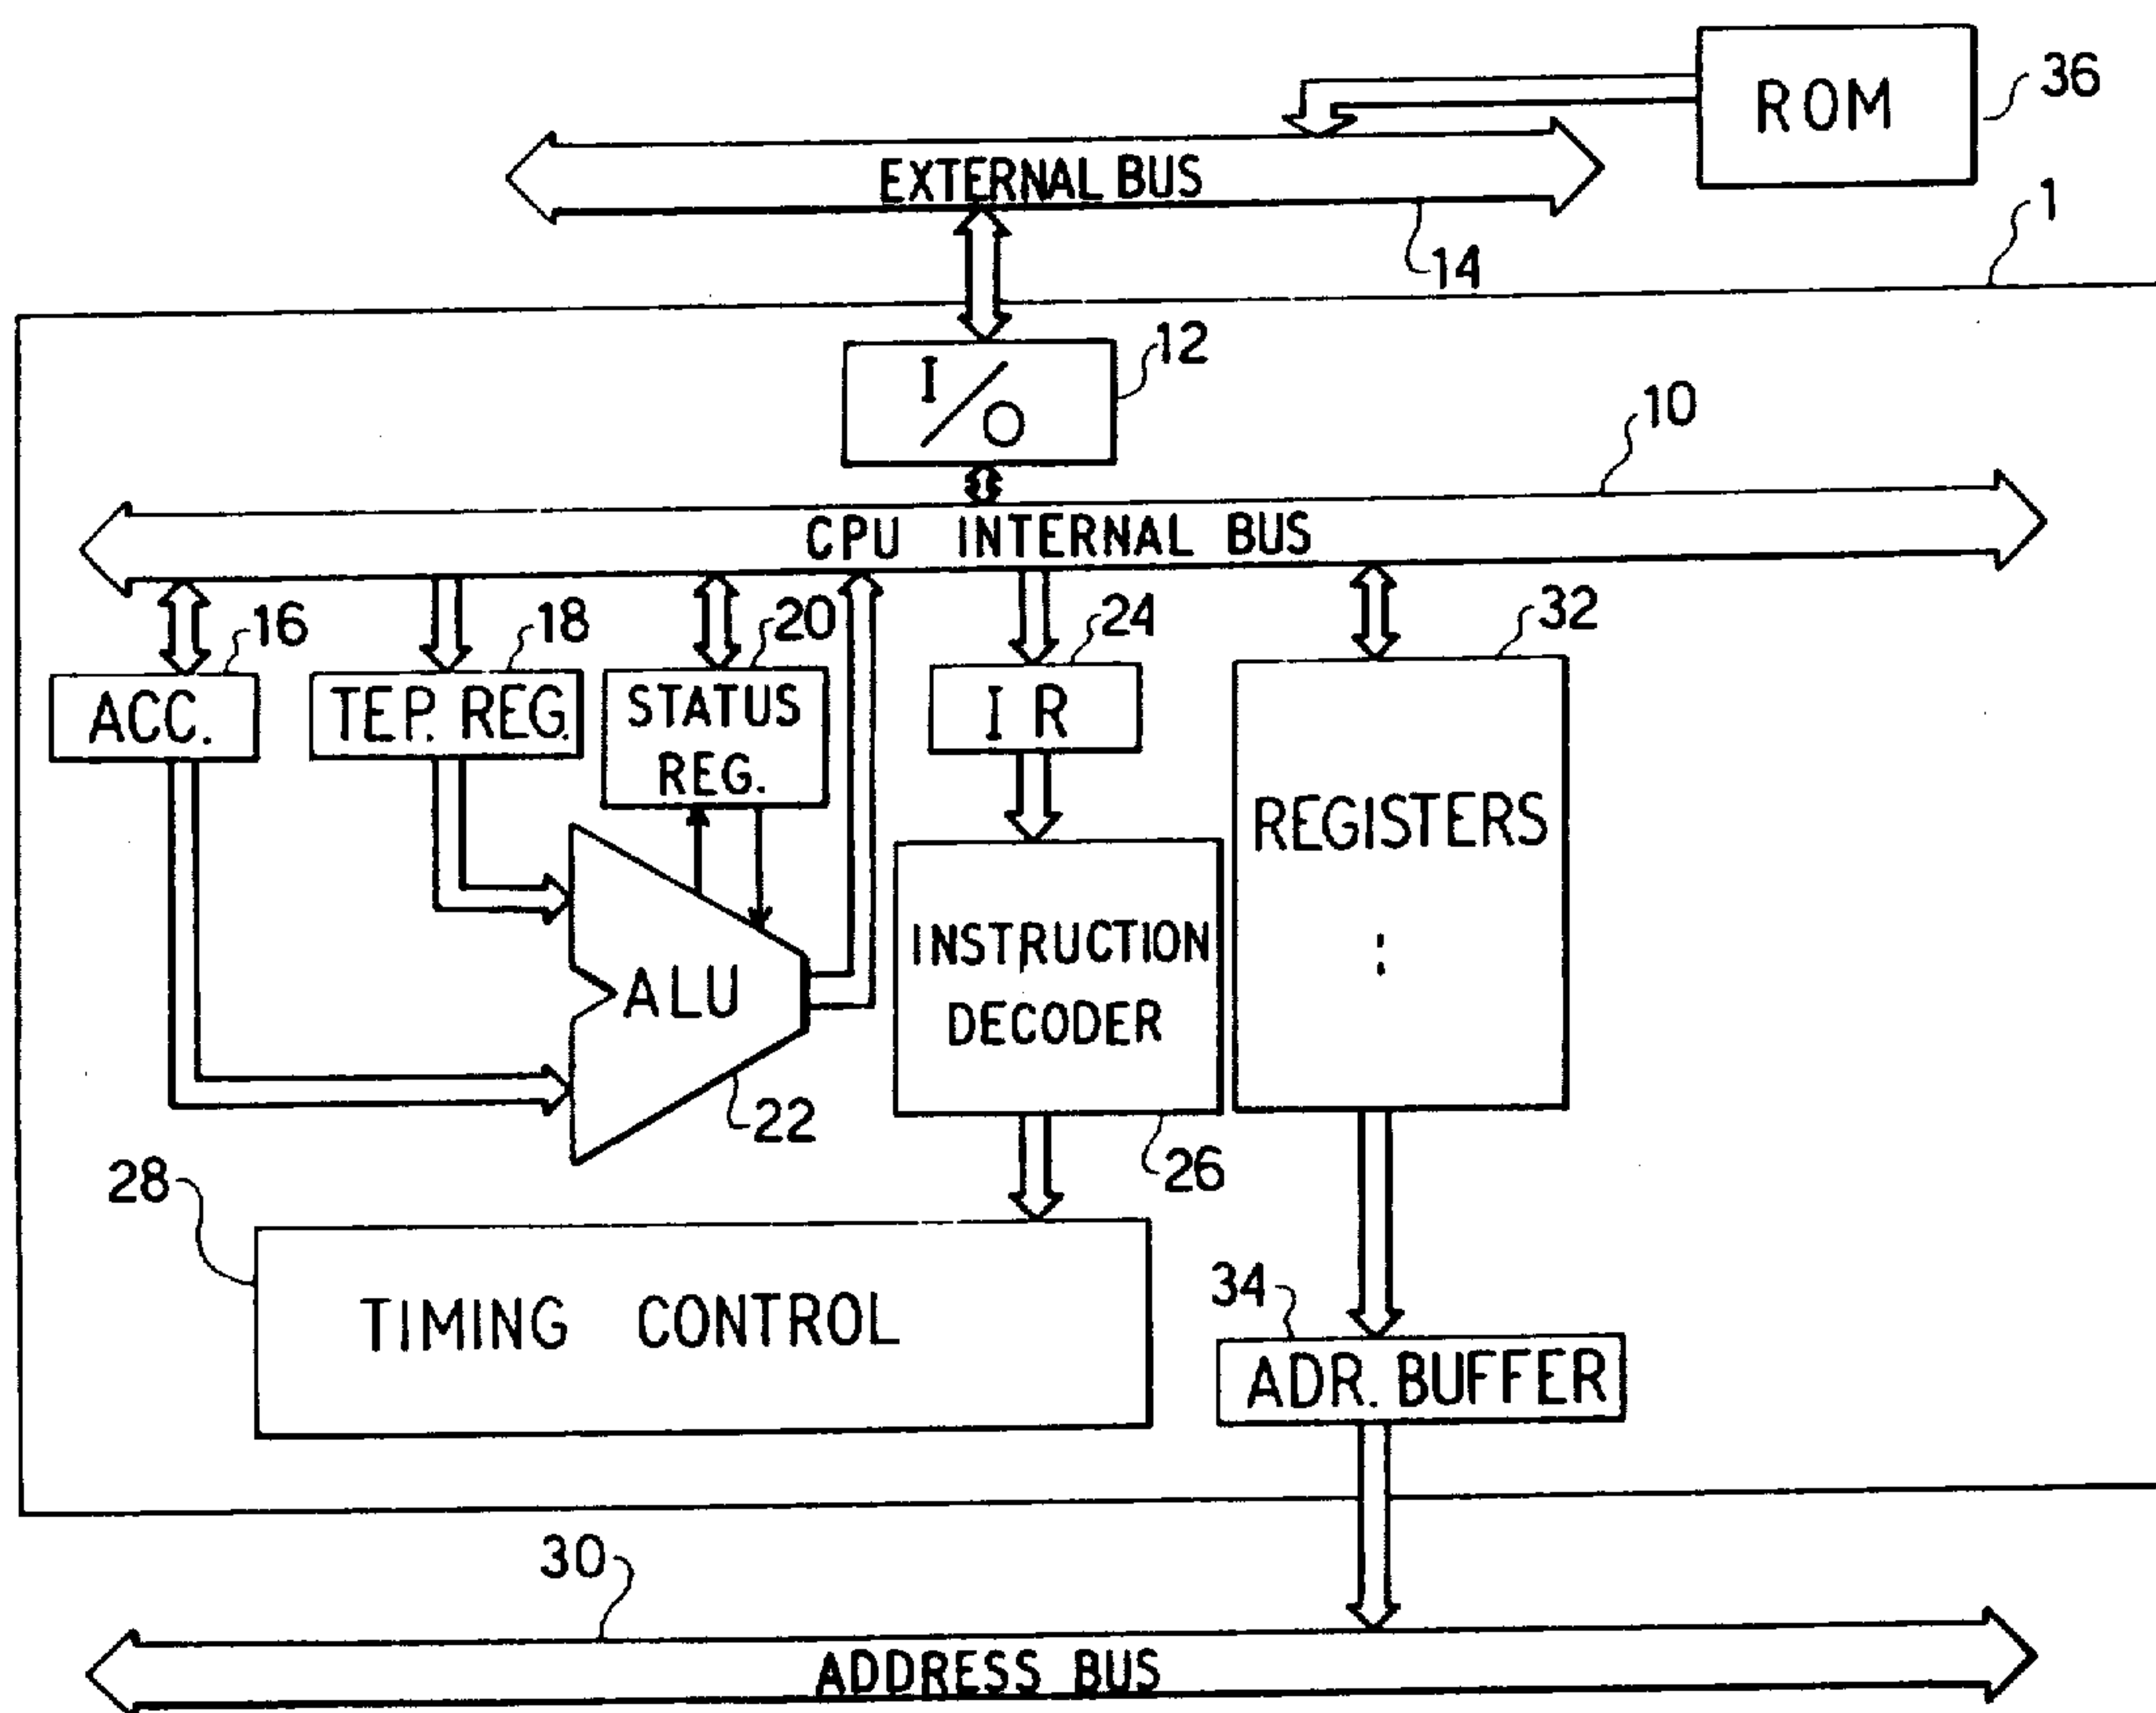 ROM
36
EXTERNAL BUS
14
1
I/O
12
10
CPU INTERNAL BUS
16
18
20
24
32
ACC.
TEP. REG.
STATUS
REG.
IR
REGISTERS
INSTRUCTION
DECODER
ALU
22
26
28
TIMING CONTROL
34
ADR. BUFFER
30
ADDRESS BUS